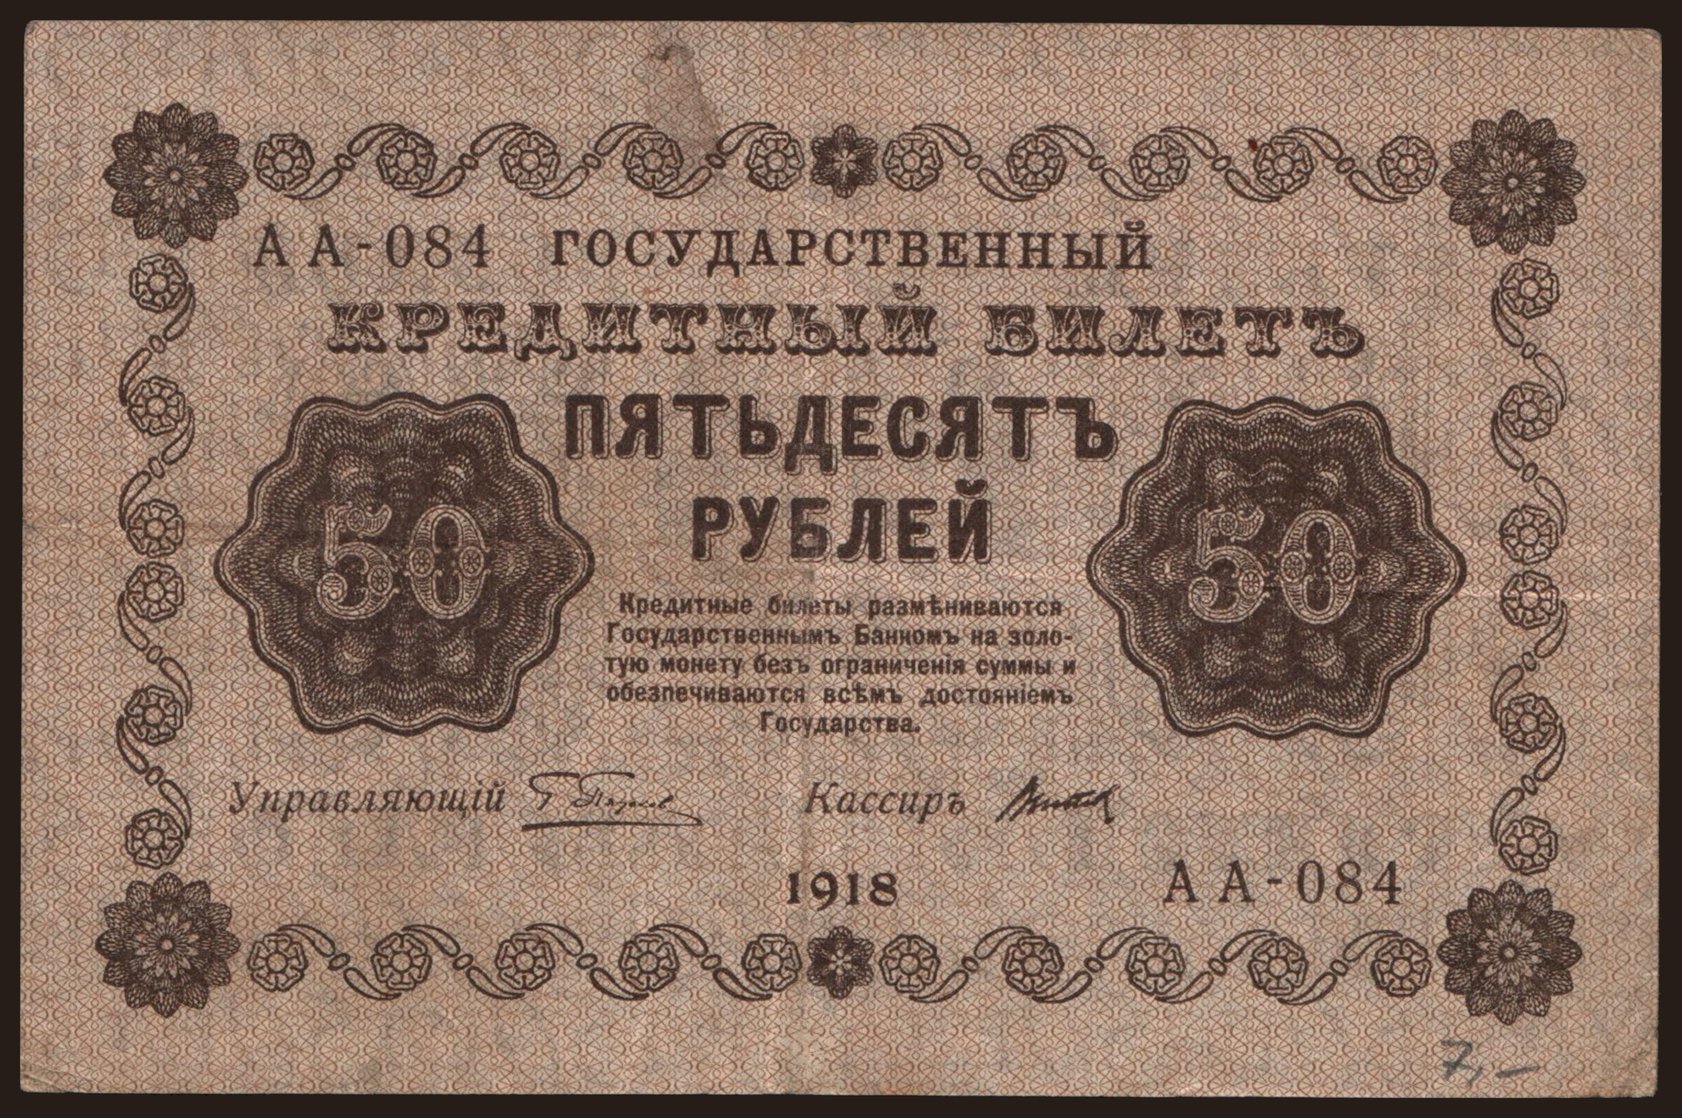 АА-084 ГОСУДАРСТВЕННЫЙ
КРЕДИТНЫЙ БИЛЕТЪ
ПЯТЬДЕСЯТЪ
РУБЛЕЙ
50
50
Кредитные билеты размѣниваются
Государственнымъ Банкомъ на золо-
тую монету безъ ограниченія суммы и
обезпечиваются всѣмъ достояніемъ
Государства.
Управляющій
Кассиръ
1918
АА-084
7,-